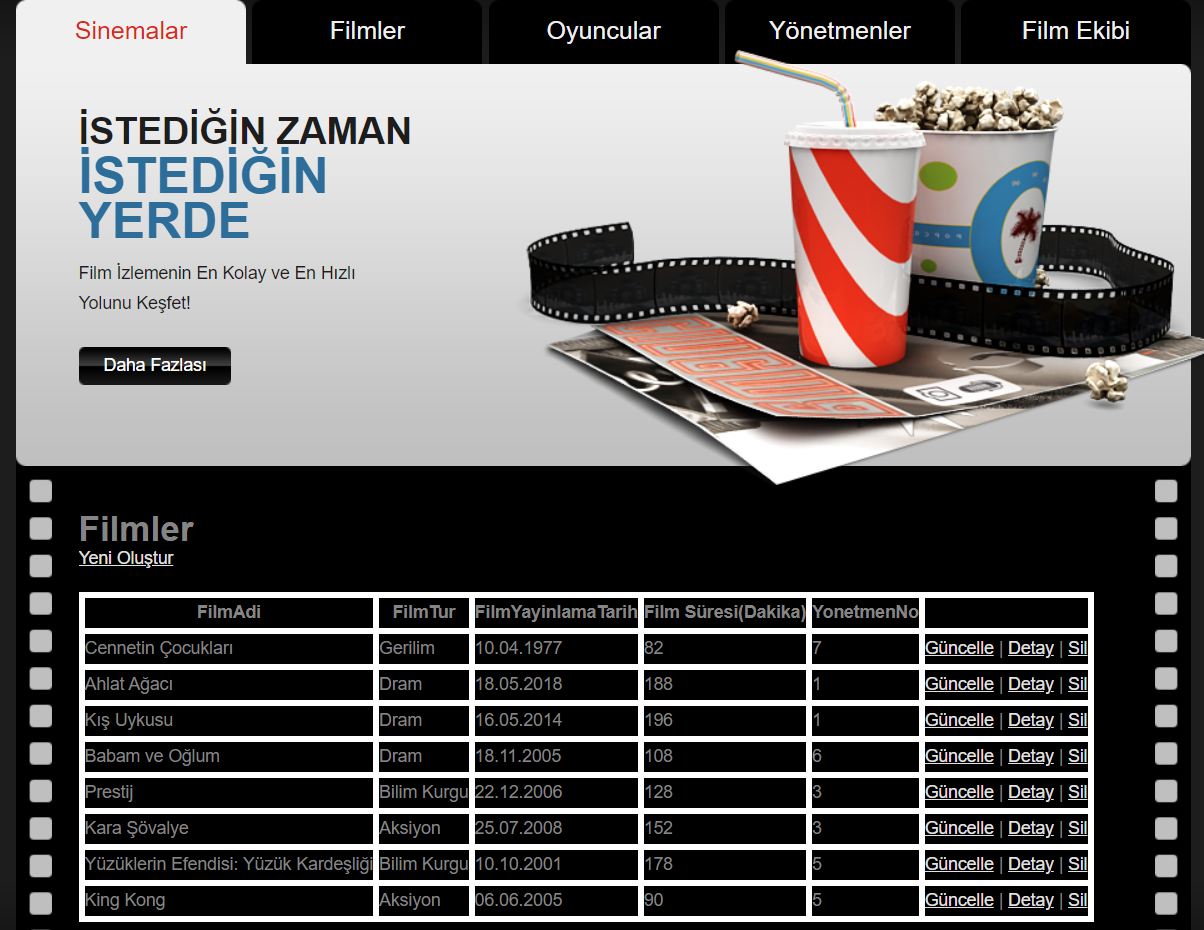 Sinemalar Filmler Oyuncular Yönetmenler Film Ekibi
İSTEDİĞİN ZAMAN
İSTEDİĞİN
YERDE
Film İzlemenin En Kolay ve En Hızlı
Yolunu Keşfet!
Daha Fazlası
Filmler
Yeni Oluştur
FilmAdi FilmTur FilmYayinlamaTarih Film Süresi(Dakika) YonetmenNo
Cennetin Çocukları Gerilim 10.04.1977 82 7 Güncelle | Detay | Sil
Ahlat Ağacı Dram 18.05.2018 188 1 Güncelle | Detay | Sil
Kış Uykusu Dram 16.05.2014 196 1 Güncelle | Detay | Sil
Babam ve Oğlum Dram 18.11.2005 108 6 Güncelle | Detay | Sil
Prestij Bilim Kurgu 22.12.2006 128 3 Güncelle | Detay | Sil
Kara Şövalye Aksiyon 25.07.2008 152 3 Güncelle | Detay | Sil
Yüzüklerin Efendisi: Yüzük Kardeşliği Bilim Kurgu 10.10.2001 178 5 Güncelle | Detay | Sil
King Kong Aksiyon 06.06.2005 90 5 Güncelle | Detay | Sil